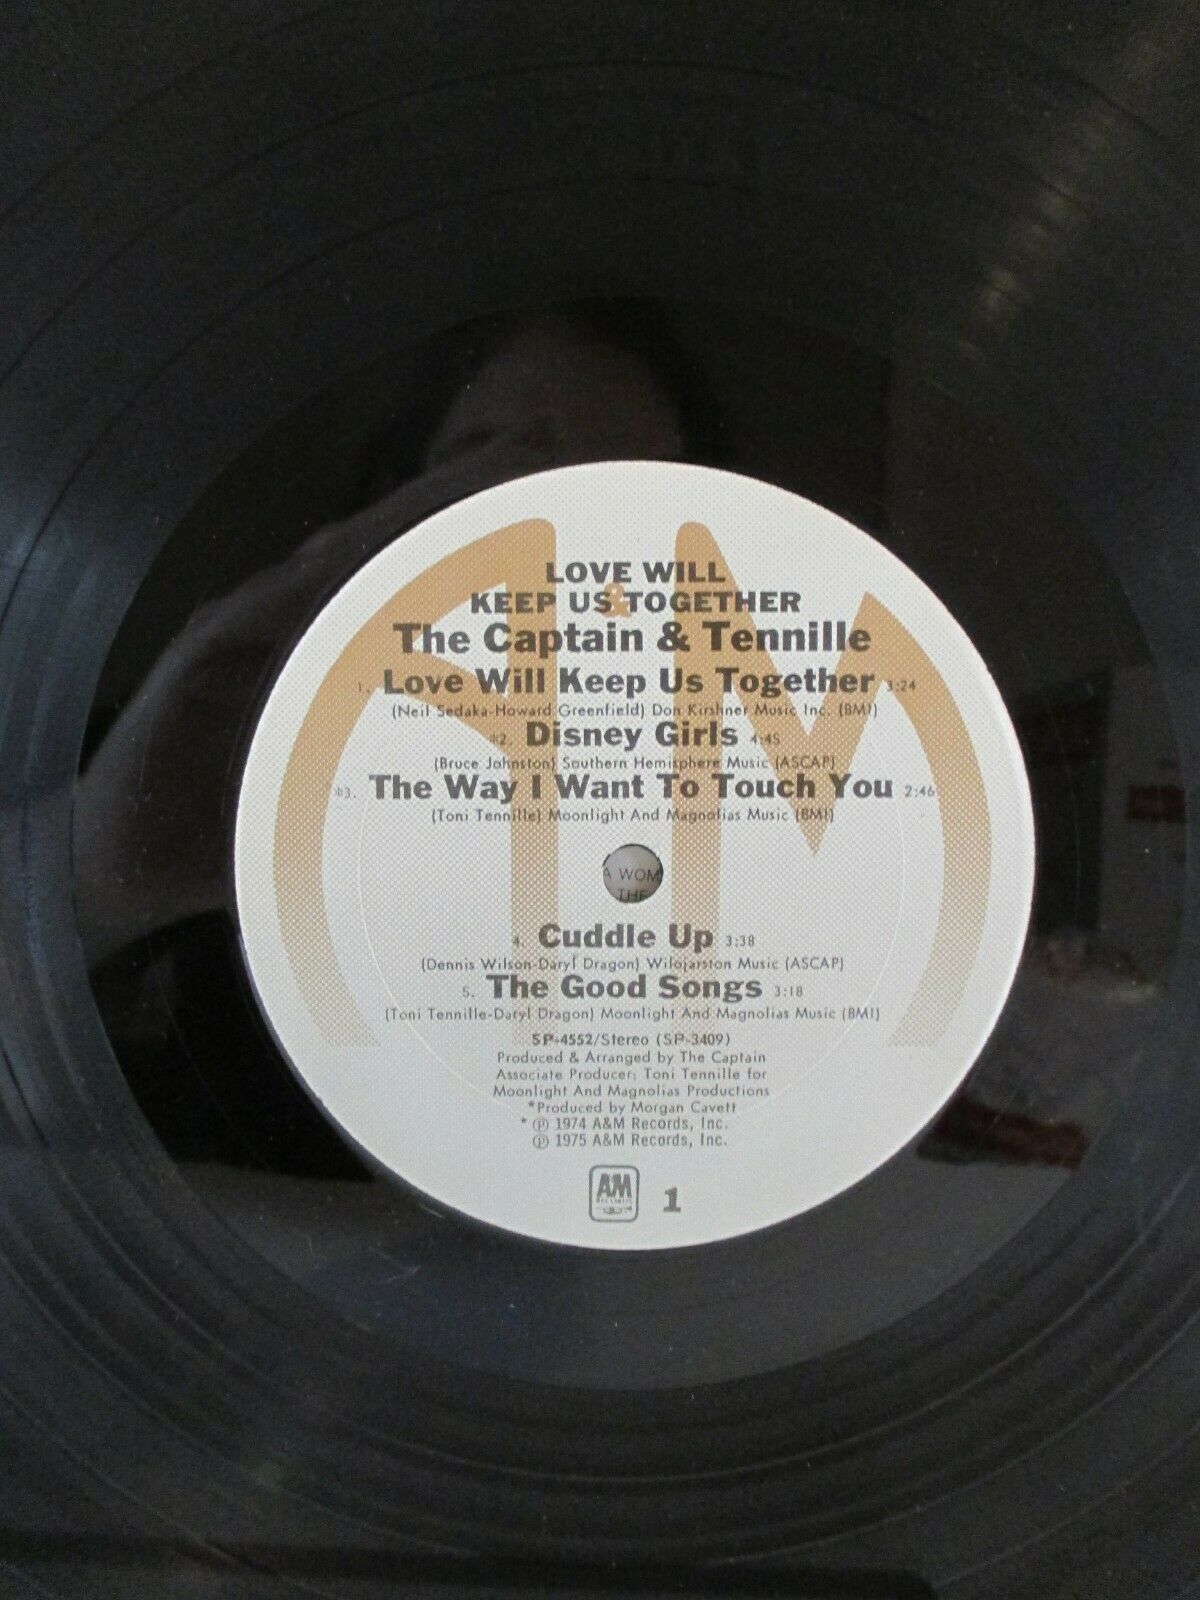 LOVE WILL
KEEP US & TOGETHER
The Captain & Tennille
1. Love Will Keep Us Together 3:24
(Neil Sedaka-Howard Greenfield) Don Kirshner Music Inc. (BMI)
*2. Disney Girls 4:45
(Bruce Johnston) Southern Hemisphere Music (ASCAP)
*3. The Way I Want To Touch You 2:46
(Toni Tennille) Moonlight And Magnolias Music (BMI)
A WOM
THE
4. Cuddle Up 3:38
(Dennis Wilson-Daryl Dragon) Wilojarston Music (ASCAP)
5. The Good Songs 3:18
(Toni Tennille-Daryl Dragon) Moonlight And Magnolias Music (BMI)
SP-4552/Stereo (SP-3409)
Produced & Arranged by The Captain
Associate Producer: Toni Tennille for
Moonlight And Magnolias Productions
*Produced by Morgan Cavett
* ℗ 1974 A&M Records, Inc.
℗ 1975 A&M Records, Inc.
AM
RECORDS
1